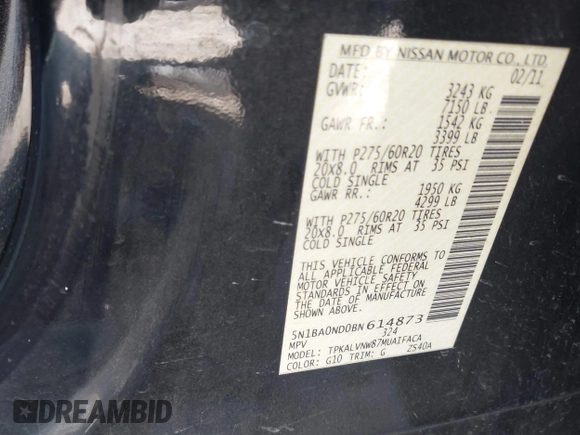 MFD BY NISSAN MOTOR CO., LTD.
DATE: 02/11
GVWR: 3243 KG
7150 LB
GAWR FR.: 1542 KG
3399 LB
WITH P275/60R20 TIRES
20x8.0 RIMS AT 35 PSI
COLD SINGLE
GAWR RR.: 1950 KG
4299 LB
WITH P275/60R20 TIRES
20x8.0 RIMS AT 35 PSI
COLD SINGLE
THIS VEHICLE CONFORMS TO
ALL APPLICABLE FEDERAL
MOTOR VEHICLE SAFETY
STANDARDS IN EFFECT ON
THE DATE OF MANUFACTURE
SHOWN ABOVE.
5N1BA0ND0BN614873
MPV 324
MODEL: TPKALVNW87MUAIFACA
COLOR: G10 TRIM: G ZS40A
DREAMBID